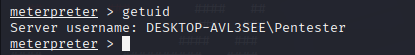 meterpreter > getuid
Server username: DESKTOP-AVL3SEE\Pentester
meterpreter >